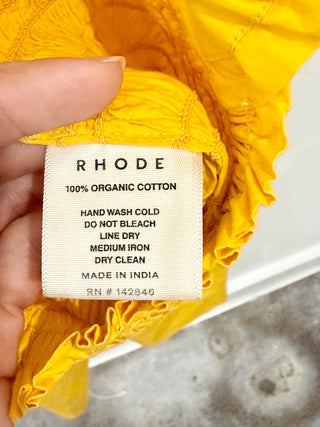 RHODE
100% ORGANIC COTTON
HAND WASH COLD
DO NOT BLEACH
LINE DRY
MEDIUM IRON
DRY CLEAN
MADE IN INDIA
RN # 142846